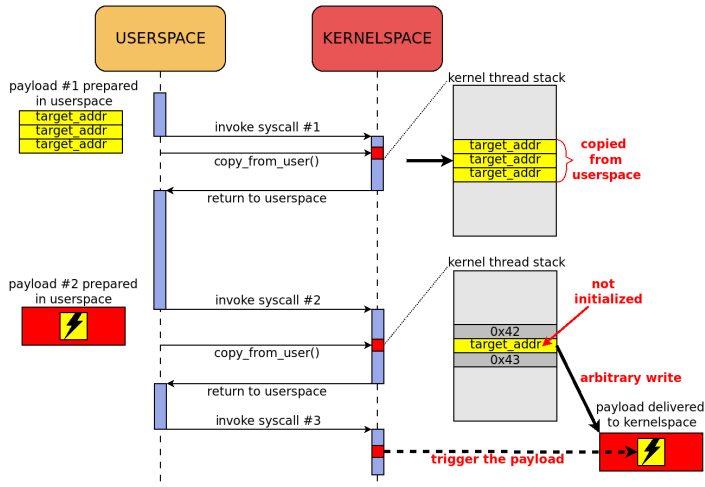 USERSPACE
KERNELSPACE
payload #1 prepared
in userspace
target_addr
target_addr
target_addr
invoke syscall #1
copy_from_user()
return to userspace
kernel thread stack
target_addr
target_addr
target_addr
copied
from
userspace
payload #2 prepared
in userspace
invoke syscall #2
copy_from_user()
return to userspace
invoke syscall #3
kernel thread stack
not
initialized
0x42
target_addr
0x43
arbitrary write
payload delivered
to kernelspace
trigger the payload